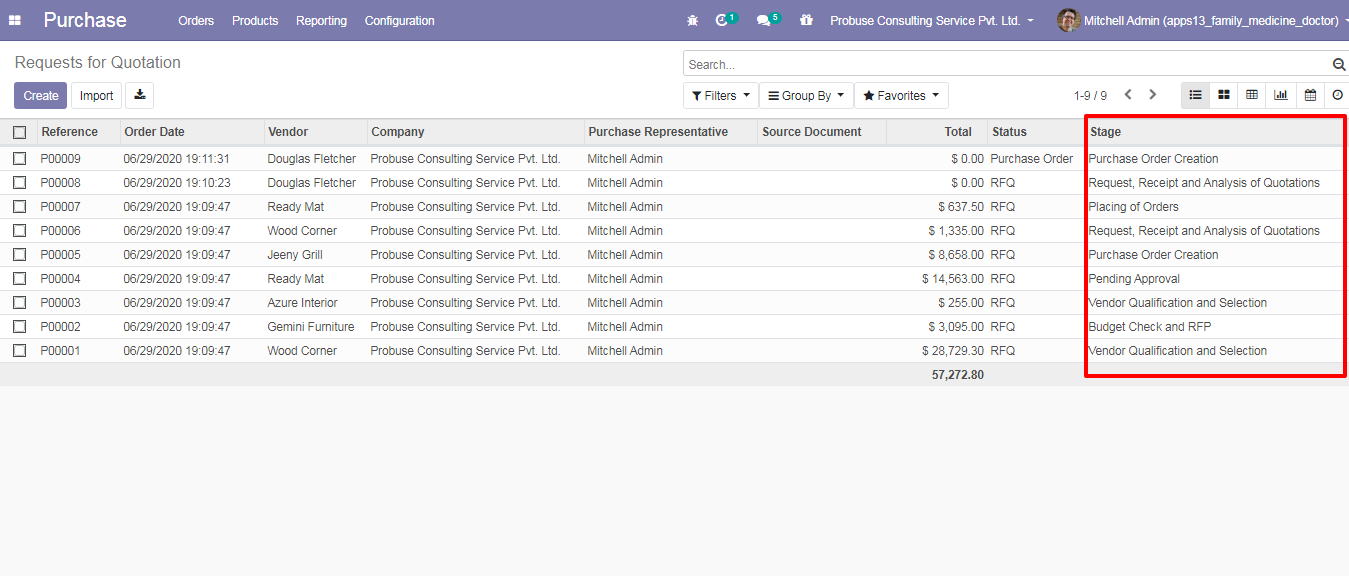 Purchase Orders Products Reporting Configuration 1 5 Probuse Consulting Service Pvt. Ltd. Mitchell Admin (apps13_family_medicine_doctor)
Requests for Quotation Search...
Create Import Filters Group By Favorites 1-9 / 9
Reference Order Date Vendor Company Purchase Representative Source Document Total Status Stage
P00009 06/29/2020 19:11:31 Douglas Fletcher Probuse Consulting Service Pvt. Ltd. Mitchell Admin $ 0.00 Purchase Order Purchase Order Creation
P00008 06/29/2020 19:10:23 Douglas Fletcher Probuse Consulting Service Pvt. Ltd. Mitchell Admin $ 0.00 RFQ Request, Receipt and Analysis of Quotations
P00007 06/29/2020 19:09:47 Ready Mat Probuse Consulting Service Pvt. Ltd. Mitchell Admin $ 637.50 RFQ Placing of Orders
P00006 06/29/2020 19:09:47 Wood Corner Probuse Consulting Service Pvt. Ltd. Mitchell Admin $ 1,335.00 RFQ Request, Receipt and Analysis of Quotations
P00005 06/29/2020 19:09:47 Jeeny Grill Probuse Consulting Service Pvt. Ltd. Mitchell Admin $ 8,658.00 RFQ Purchase Order Creation
P00004 06/29/2020 19:09:47 Ready Mat Probuse Consulting Service Pvt. Ltd. Mitchell Admin $ 14,563.00 RFQ Pending Approval
P00003 06/29/2020 19:09:47 Azure Interior Probuse Consulting Service Pvt. Ltd. Mitchell Admin $ 255.00 RFQ Vendor Qualification and Selection
P00002 06/29/2020 19:09:47 Gemini Furniture Probuse Consulting Service Pvt. Ltd. Mitchell Admin $ 3,095.00 RFQ Budget Check and RFP
P00001 06/29/2020 19:09:47 Wood Corner Probuse Consulting Service Pvt. Ltd. Mitchell Admin $ 28,729.30 RFQ Vendor Qualification and Selection
57,272.80